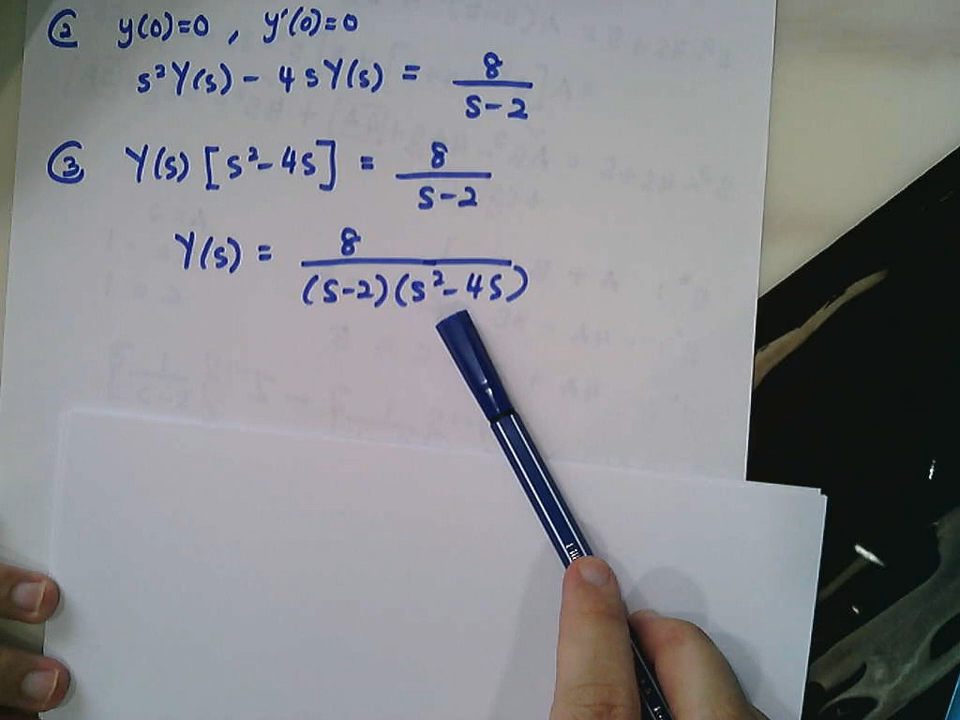 ② y(0)=0 , y'(0)=0
s²Y(s) - 4sY(s) = 8/(s-2)
③ Y(s) [s²-4s] = 8/(s-2)
Y(s) = 8/((s-2)(s²-4s))